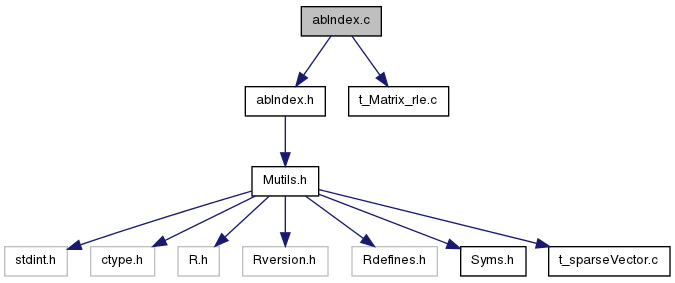 abIndex.c
abIndex.h
t_Matrix_rle.c
Mutils.h
stdint.h
ctype.h
R.h
Rversion.h
Rdefines.h
Syms.h
t_sparseVector.c